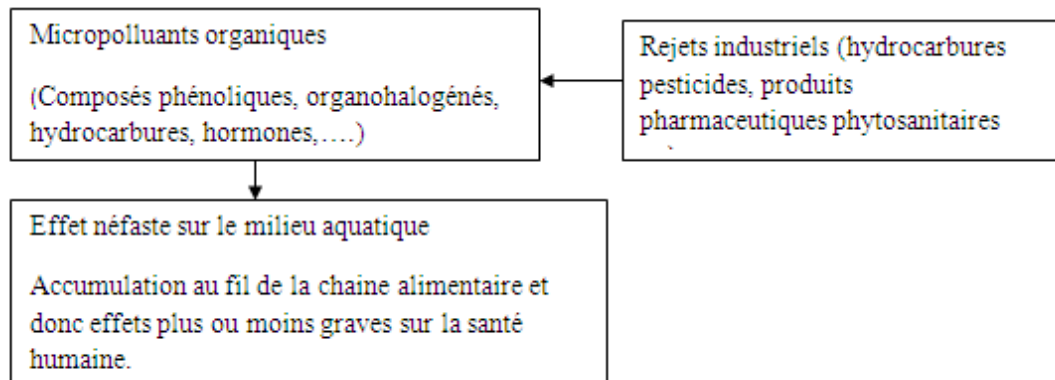 Micropolluants organiques
(Composés phénoliques, organohalogénés,
hydrocarbures, hormones,….)
Rejets industriels (hydrocarbures
pesticides, produits
pharmaceutiques phytosanitaires
Effet néfaste sur le milieu aquatique
Accumulation au fil de la chaine alimentaire et
donc effets plus ou moins graves sur la santé
humaine.